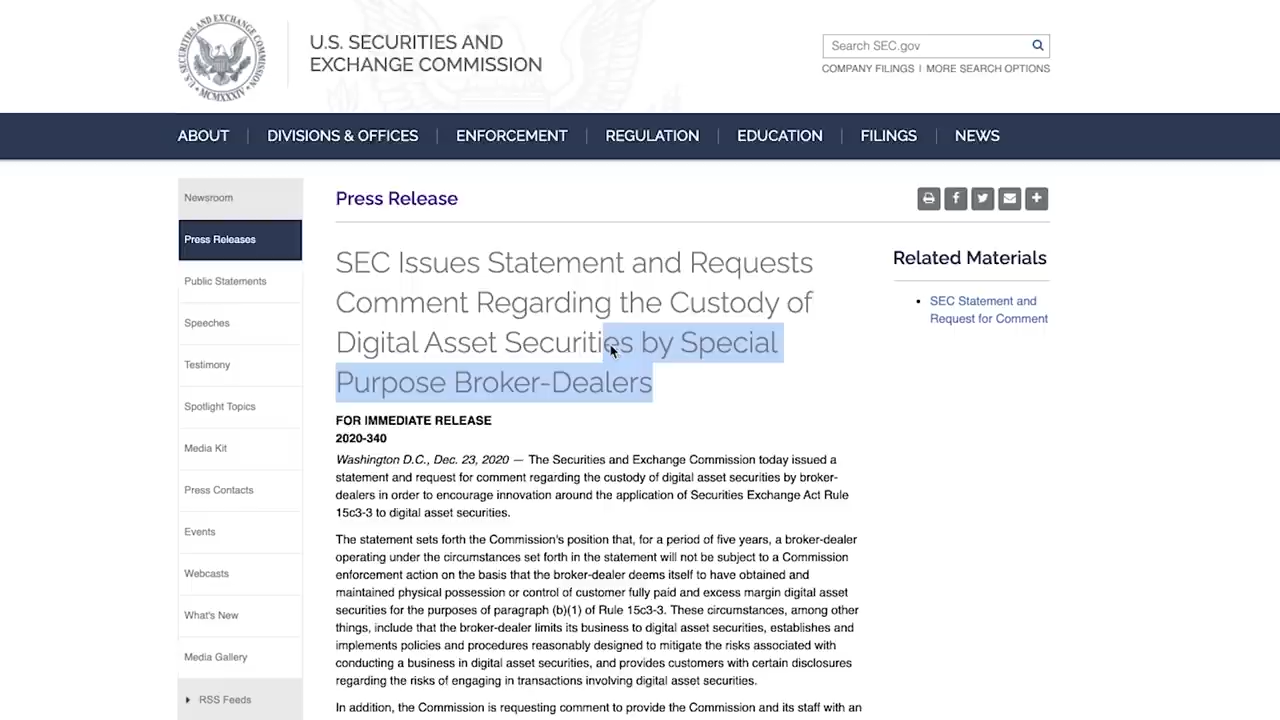 SECURITIES AND EXCHANGE COMMISSION
MCMXXXIV
U.S. SECURITIES AND
EXCHANGE COMMISSION
Search SEC.gov
COMPANY FILINGS | MORE SEARCH OPTIONS
ABOUT | DIVISIONS & OFFICES | ENFORCEMENT | REGULATION | EDUCATION | FILINGS | NEWS
Newsroom
Press Releases
Public Statements
Speeches
Testimony
Spotlight Topics
Media Kit
Press Contacts
Events
Webcasts
What's New
Media Gallery
RSS Feeds
Press Release
SEC Issues Statement and Requests
Comment Regarding the Custody of
Digital Asset Securities by Special
Purpose Broker-Dealers
FOR IMMEDIATE RELEASE
2020-340
Washington D.C., Dec. 23, 2020 — The Securities and Exchange Commission today issued a
statement and request for comment regarding the custody of digital asset securities by broker-
dealers in order to encourage innovation around the application of Securities Exchange Act Rule
15c3-3 to digital asset securities.
The statement sets forth the Commission's position that, for a period of five years, a broker-dealer
operating under the circumstances set forth in the statement will not be subject to a Commission
enforcement action on the basis that the broker-dealer deems itself to have obtained and
maintained physical possession or control of customer fully paid and excess margin digital asset
securities for the purposes of paragraph (b)(1) of Rule 15c3-3. These circumstances, among other
things, include that the broker-dealer limits its business to digital asset securities, establishes and
implements policies and procedures reasonably designed to mitigate the risks associated with
conducting a business in digital asset securities, and provides customers with certain disclosures
regarding the risks of engaging in transactions involving digital asset securities.
In addition, the Commission is requesting comment to provide the Commission and its staff with an
Related Materials
SEC Statement and
Request for Comment